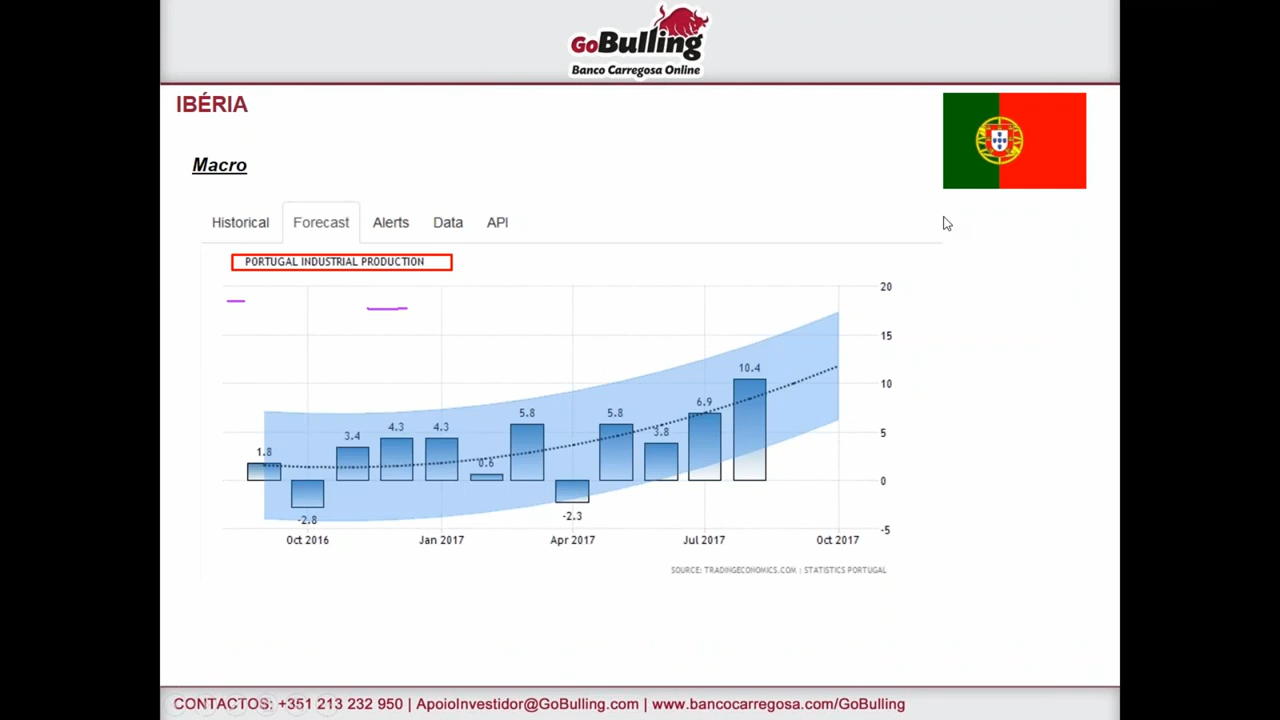 GoBulling
Banco Carregosa Online
IBÉRIA
Macro
Historical Forecast Alerts Data API
PORTUGAL INDUSTRIAL PRODUCTION
20
15
10
5
0
-5
1.8
-2.8
3.4
4.3
4.3
0.6
5.8
-2.3
5.8
3.8
6.9
10.4
Oct 2016 Jan 2017 Apr 2017 Jul 2017 Oct 2017
SOURCE: TRADINGECONOMICS.COM | STATISTICS PORTUGAL
CONTACTOS: +351 213 232 950 | ApoioInvestidor@GoBulling.com | www.bancocarregosa.com/GoBulling